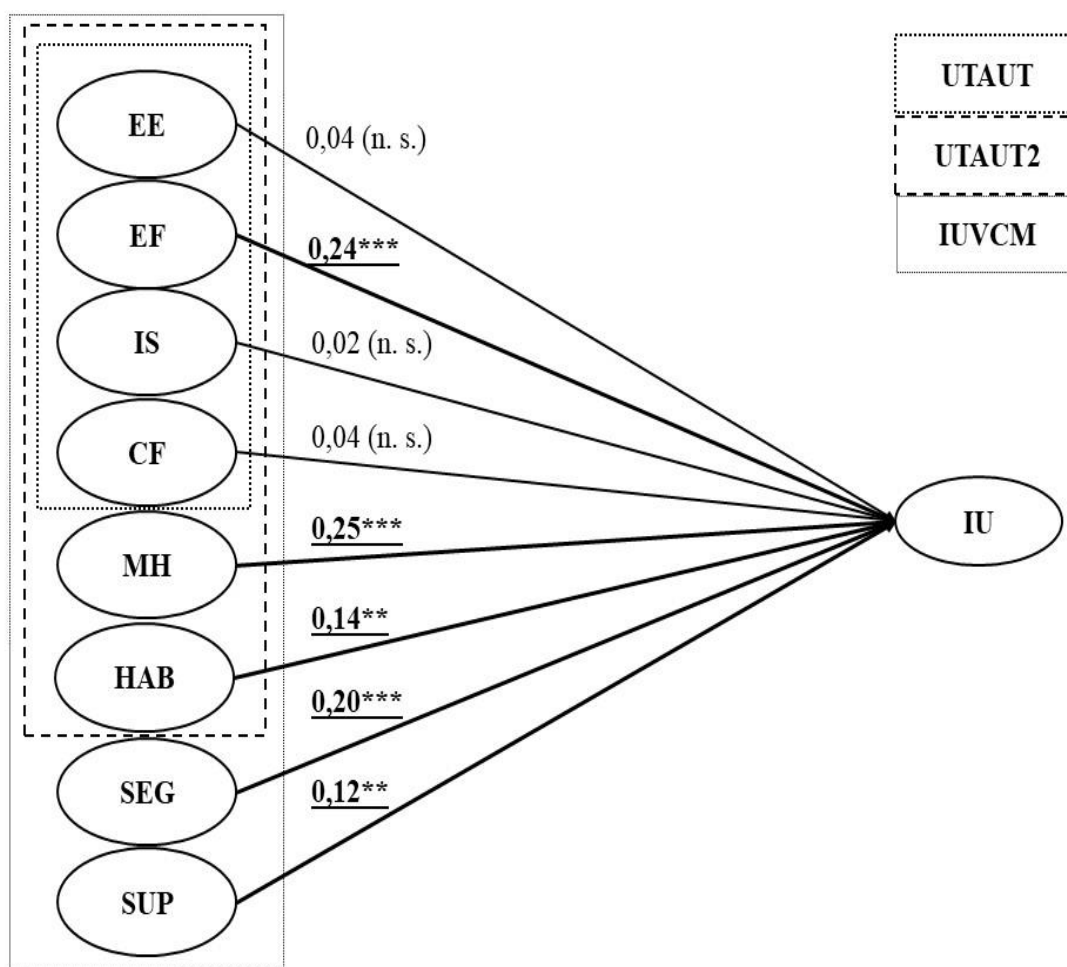 EE
EF
IS
CF
MH
HAB
SEG
SUP
0,04 (n. s.)
0,24***
0,02 (n. s.)
0,04 (n. s.)
0,25***
0,14**
0,20***
0,12**
IU
UTAUT
UTAUT2
IUVCM